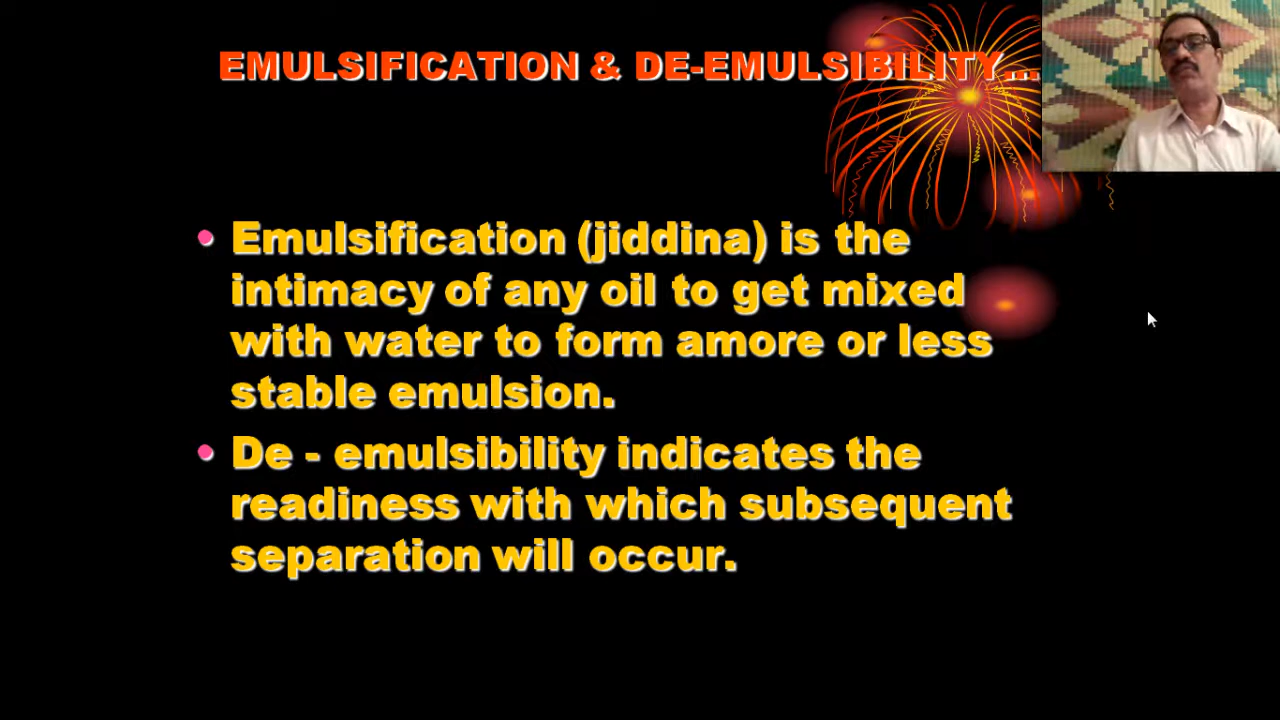 EMULSIFICATION & DE-EMULSIBILITY...
• Emulsification (jiddina) is the
intimacy of any oil to get mixed
with water to form amore or less
stable emulsion.
• De - emulsibility indicates the
readiness with which subsequent
separation will occur.